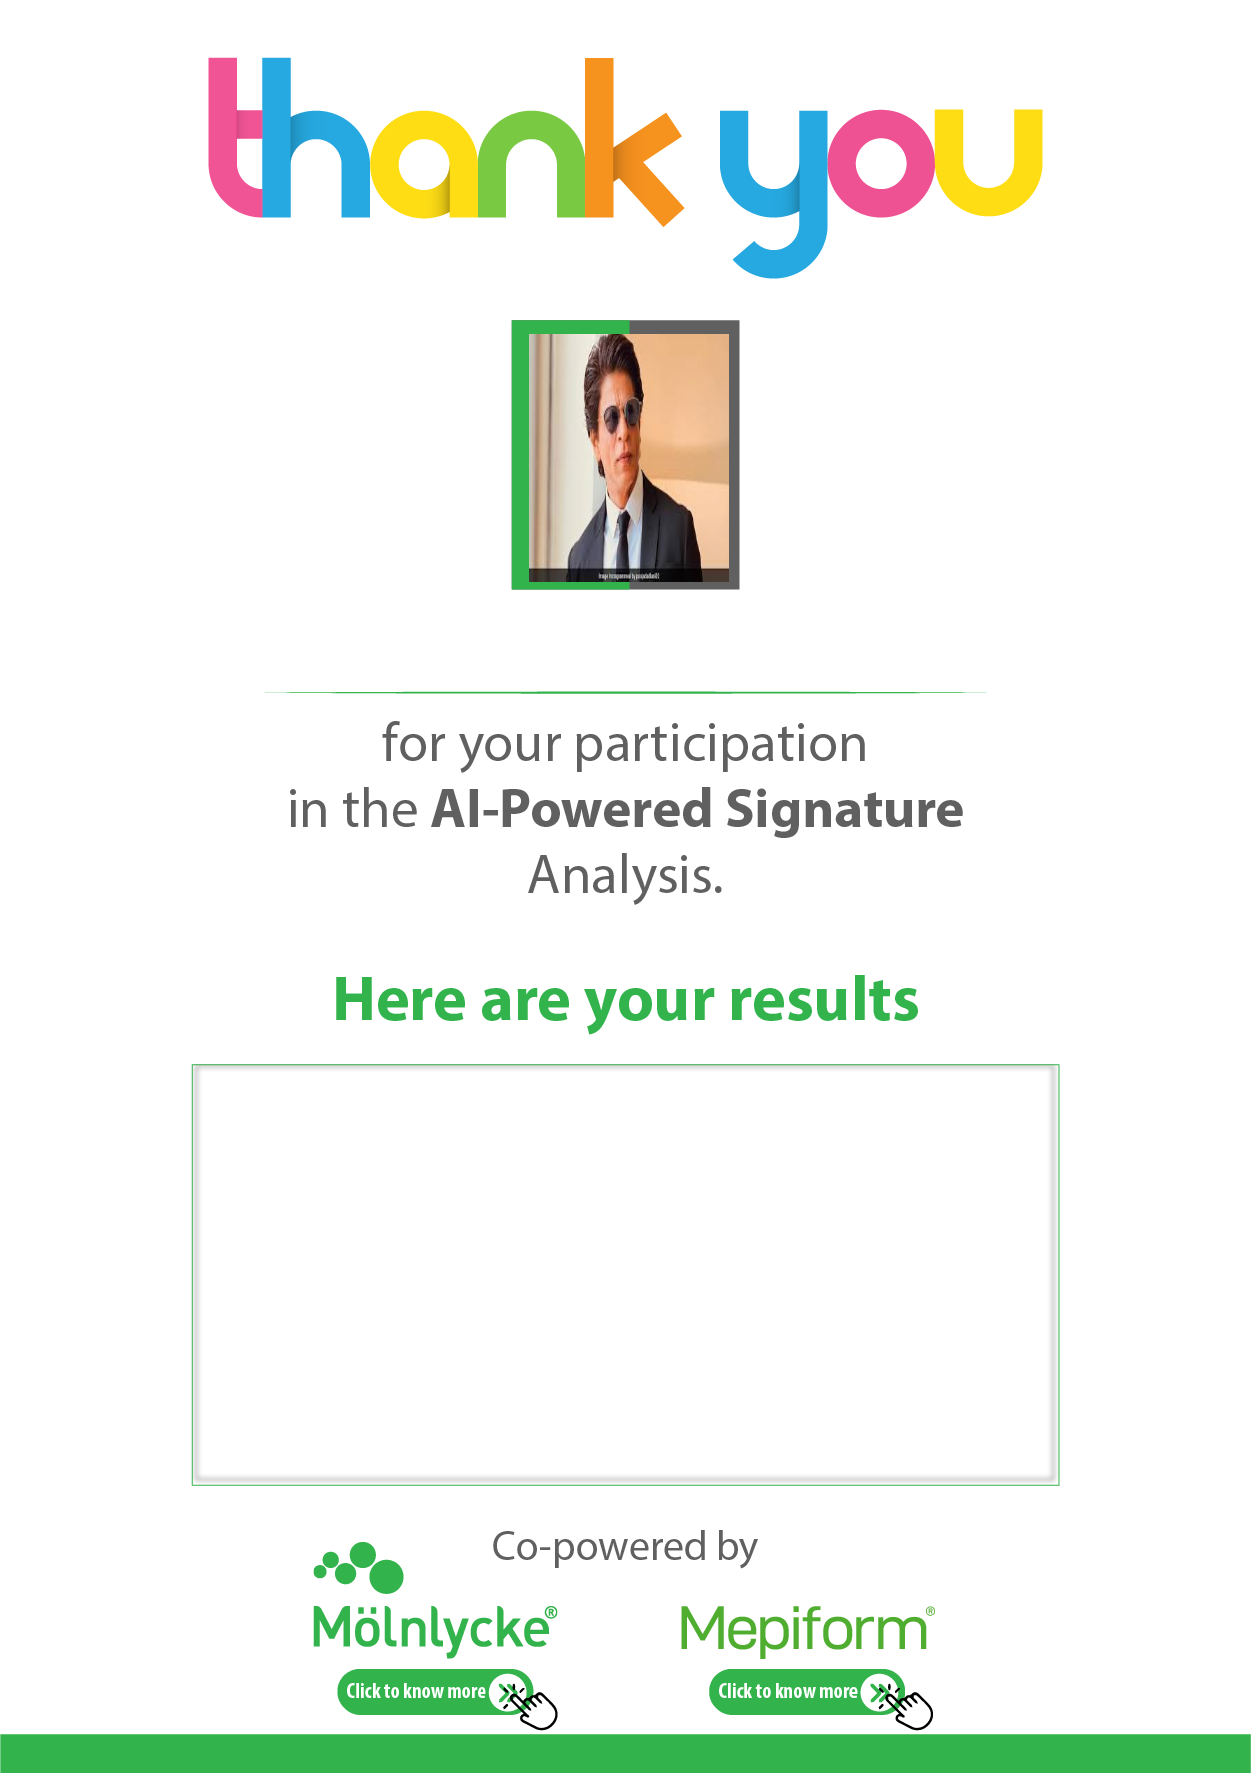 thank you
for your participation
in the AI-Powered Signature
Analysis.
Here are your results
Co-powered by
Mölnlycke®
Mepiform®
Click to know more
Click to know more